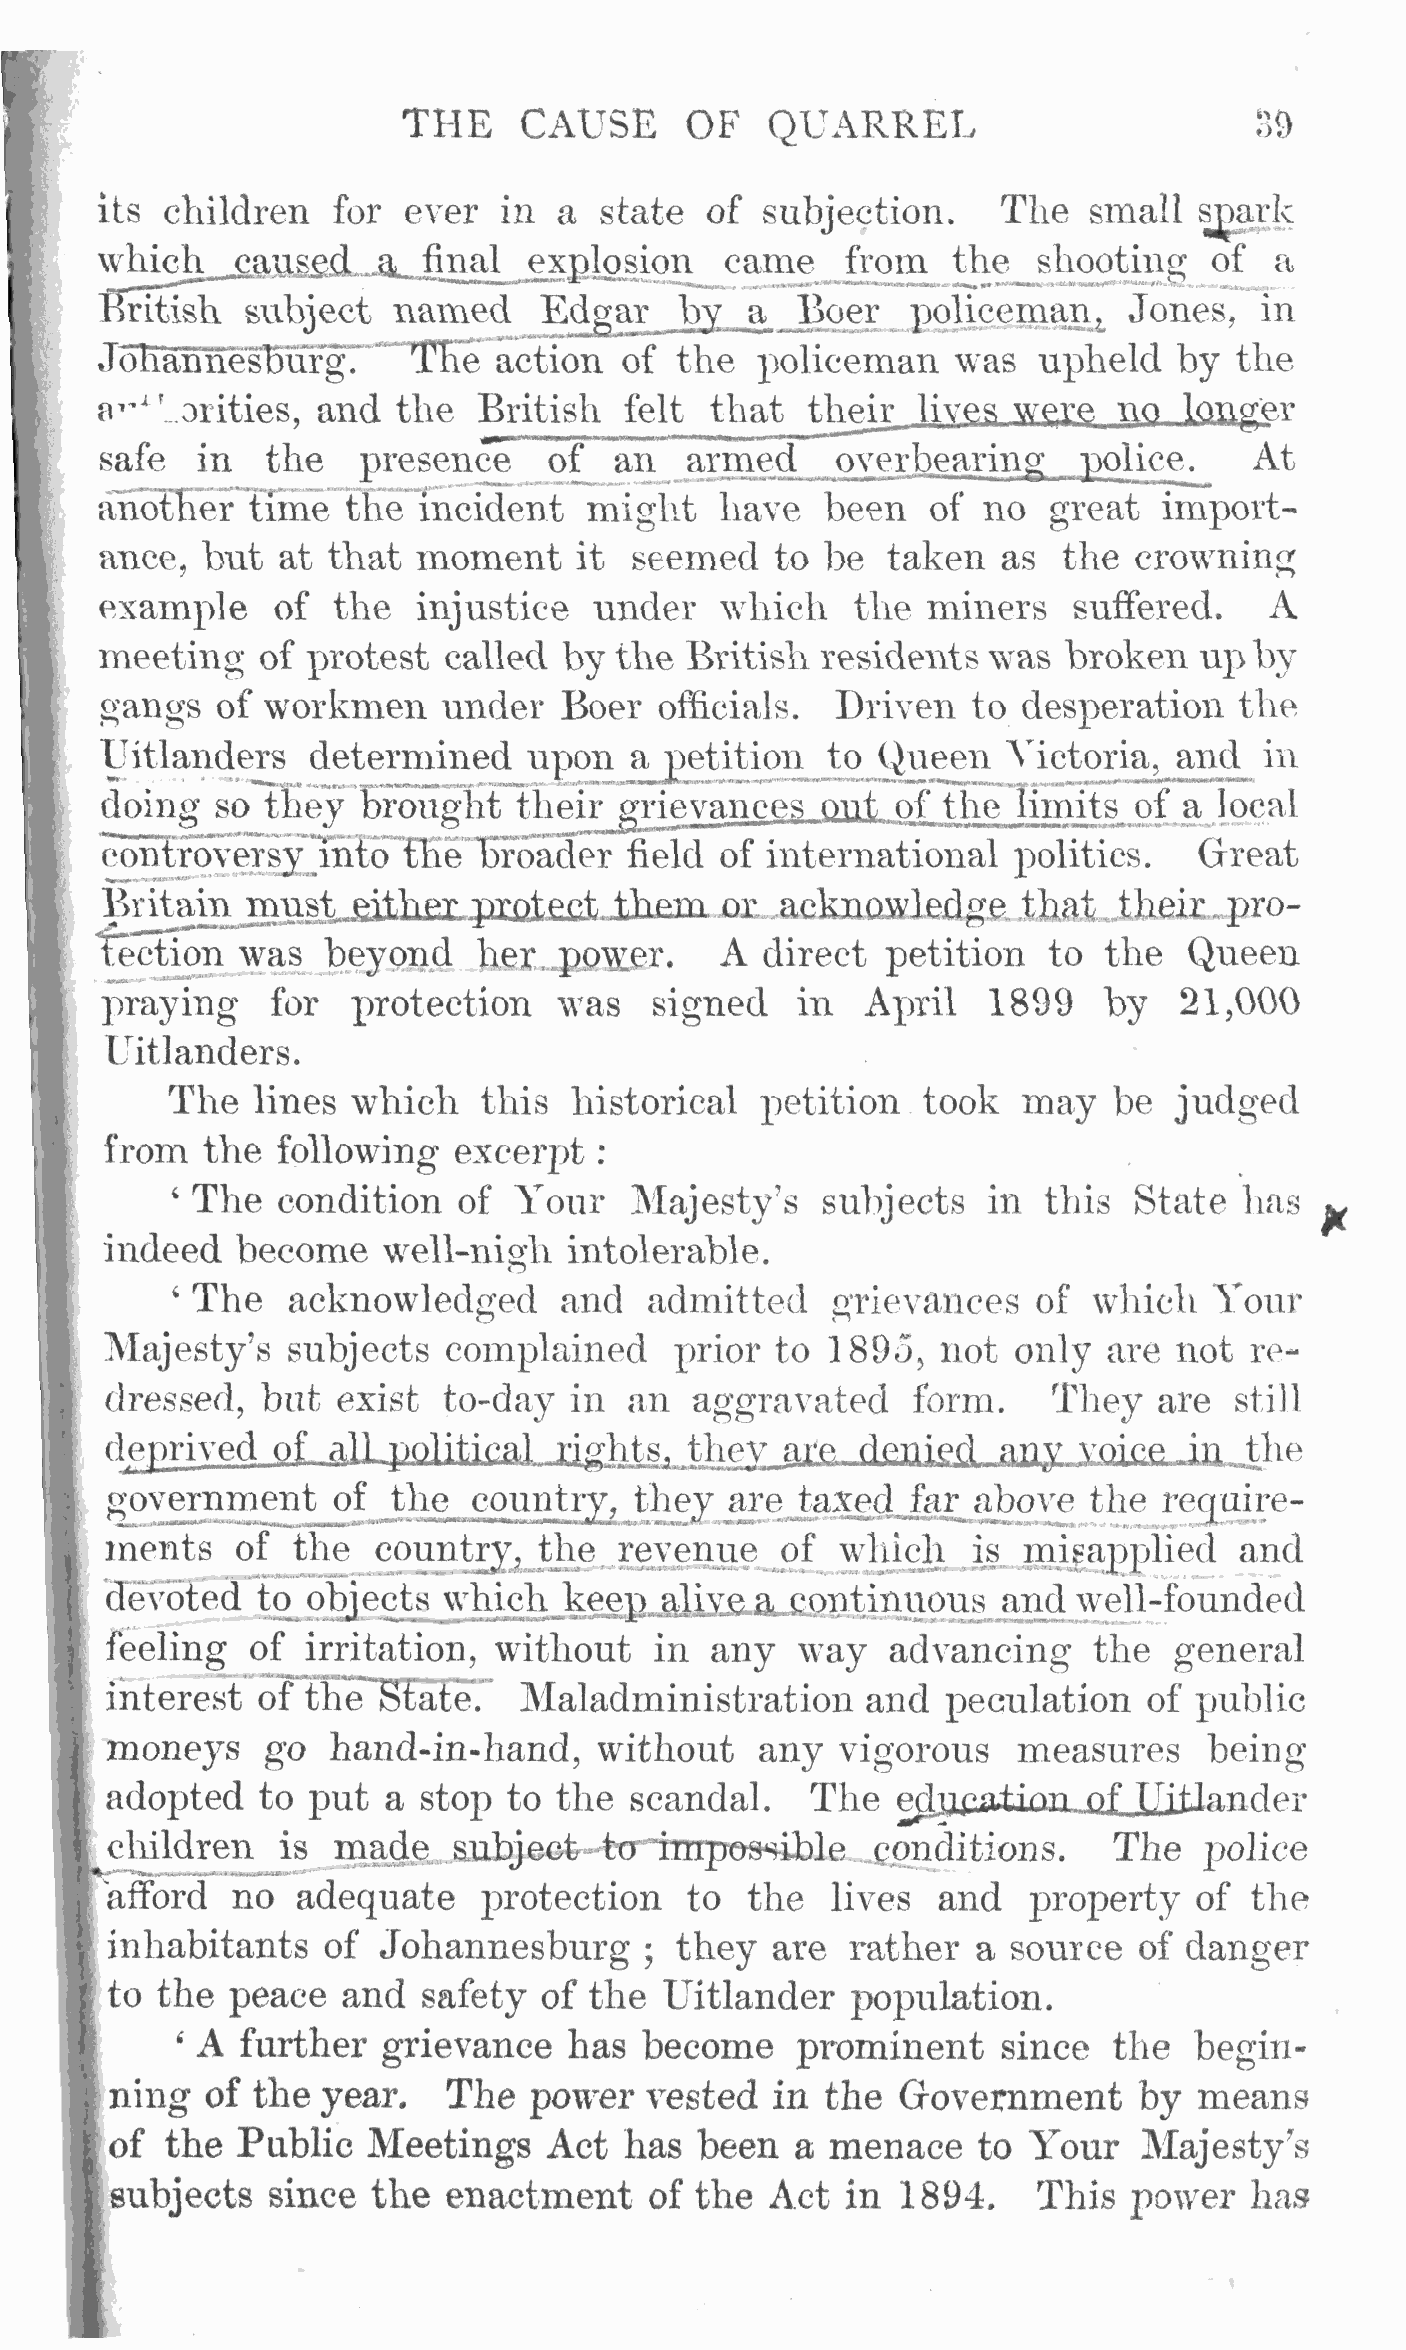 THE CAUSE OF QUARREL 39
its children for ever in a state of subjection. The small spark
which caused a final explosion came from the shooting of a
British subject named Edgar by a Boer policeman, Jones, in
Johannesburg. The action of the policeman was upheld by the
authorities, and the British felt that their lives were no longer
safe in the presence of an armed overbearing police. At
another time the incident might have been of no great import-
ance, but at that moment it seemed to be taken as the crowning
example of the injustice under which the miners suffered. A
meeting of protest called by the British residents was broken up by
gangs of workmen under Boer officials. Driven to desperation the
Uitlanders determined upon a petition to Queen Victoria, and in
doing so they brought their grievances out of the limits of a local
controversy into the broader field of international politics. Great
Britain must either protect them or acknowledge that their pro-
tection was beyond her power. A direct petition to the Queen
praying for protection was signed in April 1899 by 21,000
Uitlanders.
The lines which this historical petition took may be judged
from the following excerpt :
‘ The condition of Your Majesty’s subjects in this State has
indeed become well-nigh intolerable.
‘ The acknowledged and admitted grievances of which Your
Majesty’s subjects complained prior to 1895, not only are not re-
dressed, but exist to-day in an aggravated form. They are still
deprived of all political rights, they are denied any voice in the
government of the country, they are taxed far above the require-
ments of the country, the revenue of which is misapplied and
devoted to objects which keep alive a continuous and well-founded
feeling of irritation, without in any way advancing the general
interest of the State. Maladministration and peculation of public
moneys go hand-in-hand, without any vigorous measures being
adopted to put a stop to the scandal. The education of Uitlander
children is made subject to impossible conditions. The police
afford no adequate protection to the lives and property of the
inhabitants of Johannesburg ; they are rather a source of danger
to the peace and safety of the Uitlander population.
‘ A further grievance has become prominent since the begin-
ning of the year. The power vested in the Government by means
of the Public Meetings Act has been a menace to Your Majesty’s
subjects since the enactment of the Act in 1894. This power has